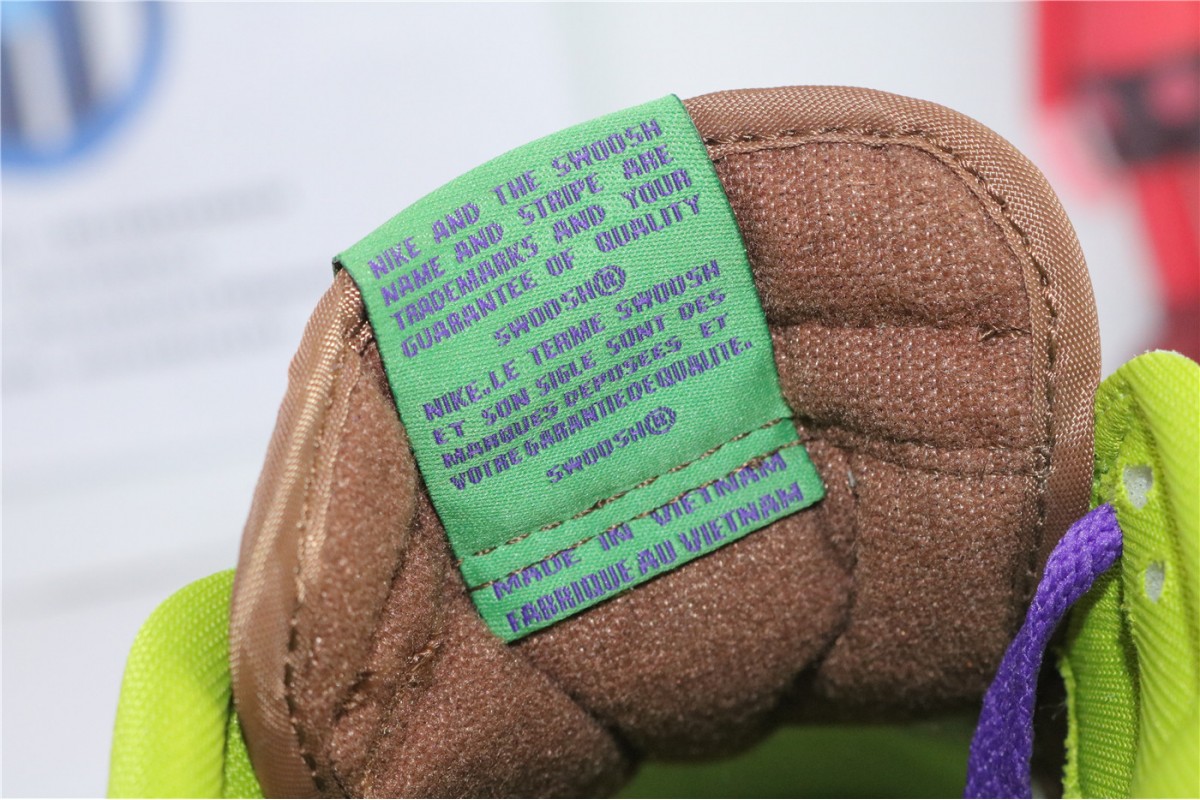 NIKE AND THE SWOOSH
NAME AND STRIPE ARE
TRADEMARKS AND YOUR
GUARANTEE OF QUALITY
SWOOSH®
NIKE.LE TERME SWOUSH
ET SON SIGLE SONT DES
MARQUES DEPOSEES ET
VOTRE GARANTIE DE QUALITE.
SWOOSH®
MADE IN VIETNAM
FABRIQUE AU VIETNAM